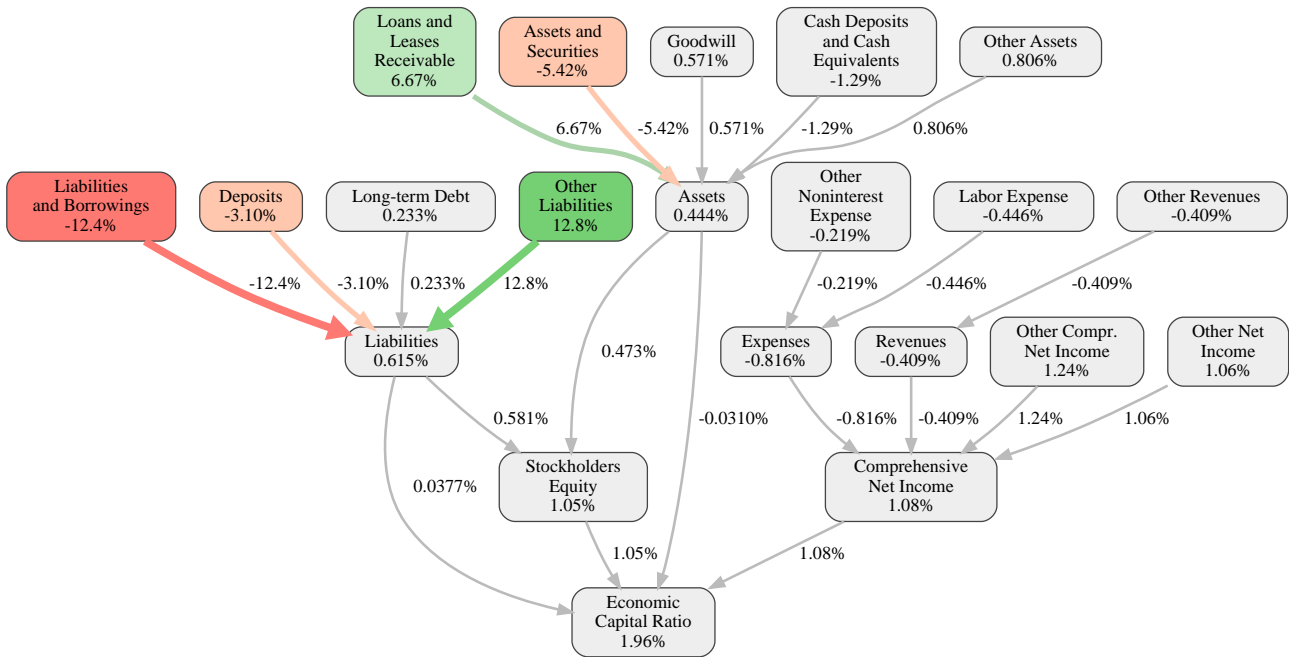 Loans and
Leases
Receivable
6.67%
Assets and
Securities
-5.42%
Goodwill
0.571%
Cash Deposits
and Cash
Equivalents
-1.29%
Other Assets
0.806%
6.67%
-5.42%
0.571%
-1.29%
0.806%
Liabilities
and Borrowings
-12.4%
Deposits
-3.10%
Long-term Debt
0.233%
Other
Liabilities
12.8%
Assets
0.444%
Other
Noninterest
Expense
-0.219%
Labor Expense
-0.446%
Other Revenues
-0.409%
-12.4%
-3.10%
0.233%
12.8%
-0.219%
-0.446%
-0.409%
Liabilities
0.615%
0.473%
Expenses
-0.816%
Revenues
-0.409%
Other Compr.
Net Income
1.24%
Other Net
Income
1.06%
0.581%
-0.0310%
-0.816%
-0.409%
1.24%
1.06%
0.0377%
Stockholders
Equity
1.05%
Comprehensive
Net Income
1.08%
1.05%
1.08%
Economic
Capital Ratio
1.96%